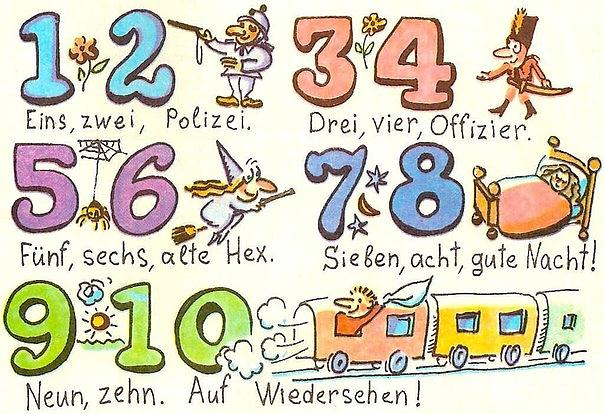 1 2 3 4
Eins, zwei, Polizei. Drei, vier, Offizier.
5 6 7 8
Fünf, sechs, alte Hex. Sieben, acht, gute Nacht!
9 10
Neun, zehn. Auf Wiedersehen!